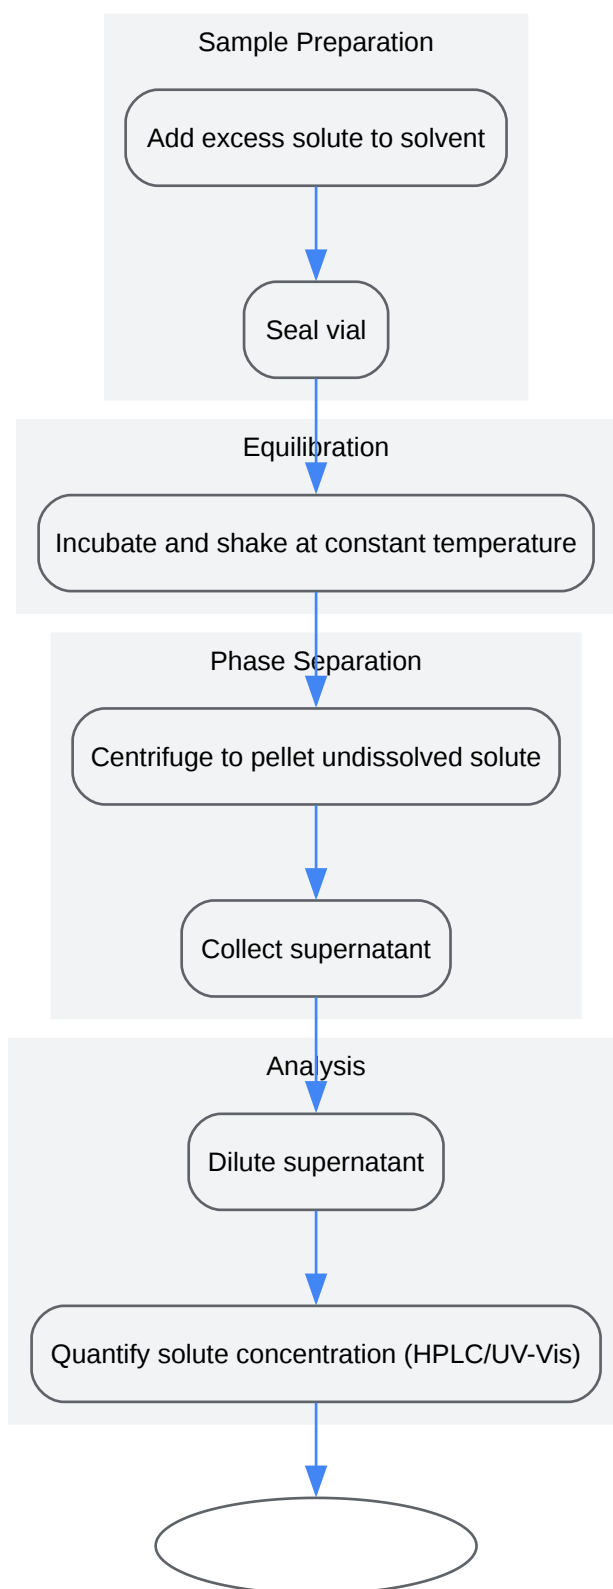 Sample Preparation
Add excess solute to solvent
Seal vial
Equilibration
Incubate and shake at constant temperature
Phase Separation
Centrifuge to pellet undissolved solute
Collect supernatant
Analysis
Dilute supernatant
Quantify solute concentration (HPLC/UV-Vis)